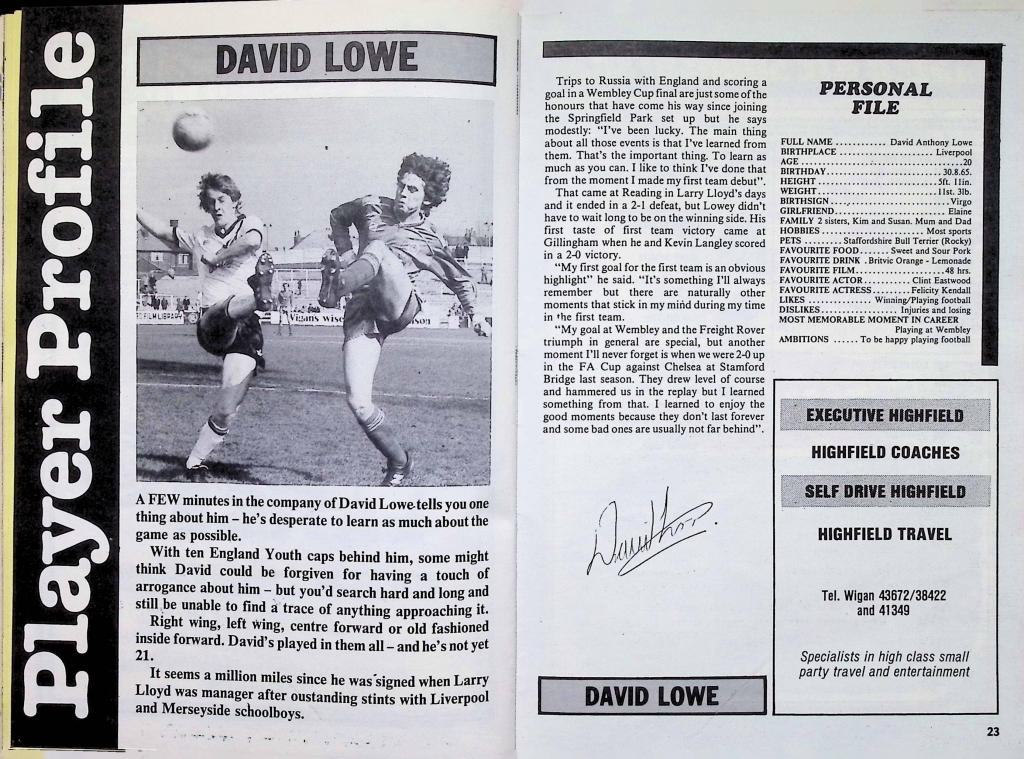 Player Profile
DAVID LOWE
FILM LIBRARY
Wigans Wise
A FEW minutes in the company of David Lowe tells you one
thing about him – he's desperate to learn as much about the
game as possible.
With ten England Youth caps behind him, some might
think David could be forgiven for having a touch of
arrogance about him – but you'd search hard and long and
still be unable to find a trace of anything approaching it.
Right wing, left wing, centre forward or old fashioned
inside forward. David's played in them all – and he's not yet
21.
It seems a million miles since he was signed when Larry
Lloyd was manager after oustanding stints with Liverpool
and Merseyside schoolboys.
Trips to Russia with England and scoring a
goal in a Wembley Cup final are just some of the
honours that have come his way since joining
the Springfield Park set up but he says
modestly: "I've been lucky. The main thing
about all those events is that I've learned from
them. That's the important thing. To learn as
much as you can. I like to think I've done that
from the moment I made my first team debut".
That came at Reading in Larry Lloyd's days
and it ended in a 2-1 defeat, but Lowey didn't
have to wait long to be on the winning side. His
first taste of first team victory came at
Gillingham when he and Kevin Langley scored
in a 2-0 victory.
"My first goal for the first team is an obvious
highlight" he said. "It's something I'll always
remember but there are naturally other
moments that stick in my mind during my time
in the first team.
"My goal at Wembley and the Freight Rover
triumph in general are special, but another
moment I'll never forget is when we were 2-0 up
in the FA Cup against Chelsea at Stamford
Bridge last season. They drew level of course
and hammered us in the replay but I learned
something from that. I learned to enjoy the
good moments because they don't last forever
and some bad ones are usually not far behind".
DAVID LOWE
PERSONAL
FILE
FULL NAME ............ David Anthony Lowe
BIRTHPLACE ........................ Liverpool
AGE ........................................ 20
BIRTHDAY .............................. 30.8.65.
HEIGHT ................................ 5ft. 11in.
WEIGHT ............................... 11st. 3lb.
BIRTHSIGN .............................. Virgo
GIRLFRIEND ............................. Elaine
FAMILY 2 sisters, Kim and Susan. Mum and Dad
HOBBIES ........................ Most sports
PETS ......... Staffordshire Bull Terrier (Rocky)
FAVOURITE FOOD ....... Sweet and Sour Pork
FAVOURITE DRINK . Britvic Orange - Lemonade
FAVOURITE FILM .................... 48 hrs.
FAVOURITE ACTOR ........... Clint Eastwood
FAVOURITE ACTRESS ....... Felicity Kendall
LIKES ............... Winning/Playing football
DISLIKES .................. Injuries and losing
MOST MEMORABLE MOMENT IN CAREER
Playing at Wembley
AMBITIONS ...... To be happy playing football
EXECUTIVE HIGHFIELD
HIGHFIELD COACHES
SELF DRIVE HIGHFIELD
HIGHFIELD TRAVEL
Tel. Wigan 43672/38422
and 41349
Specialists in high class small
party travel and entertainment
23